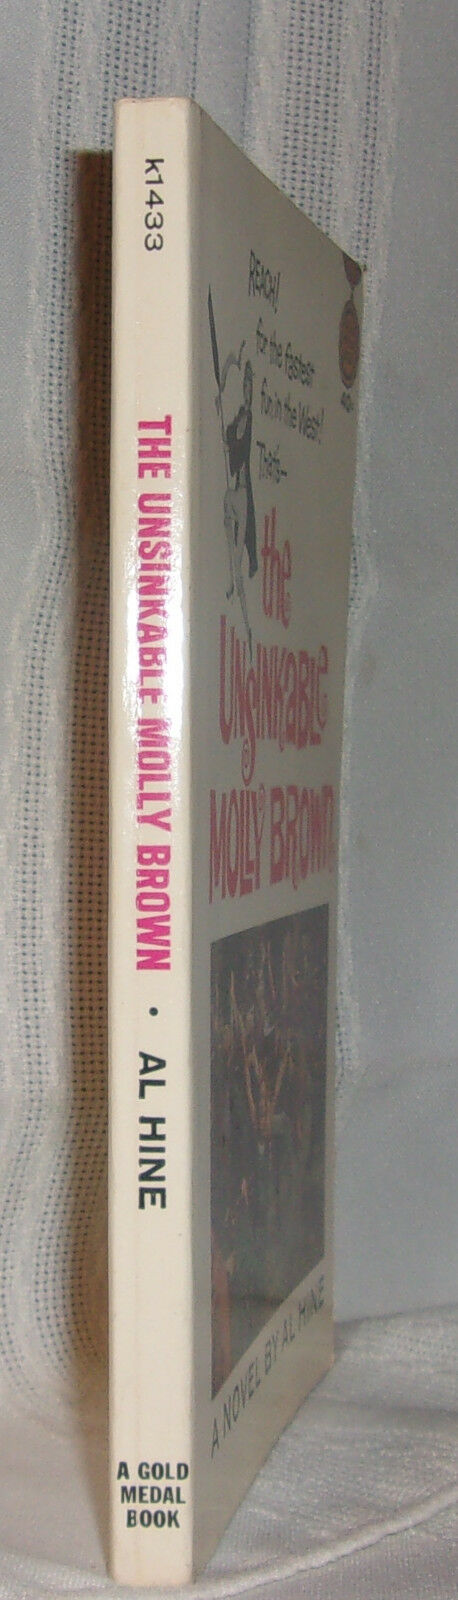 k1433
THE UNSINKABLE MOLLY BROWN • AL HINE
A GOLD
MEDAL
BOOK
REACH!
for the fastest
fun in the West!
That's—
the
UNSINKABLE
MOLLY BROWN
A NOVEL BY AL HINE